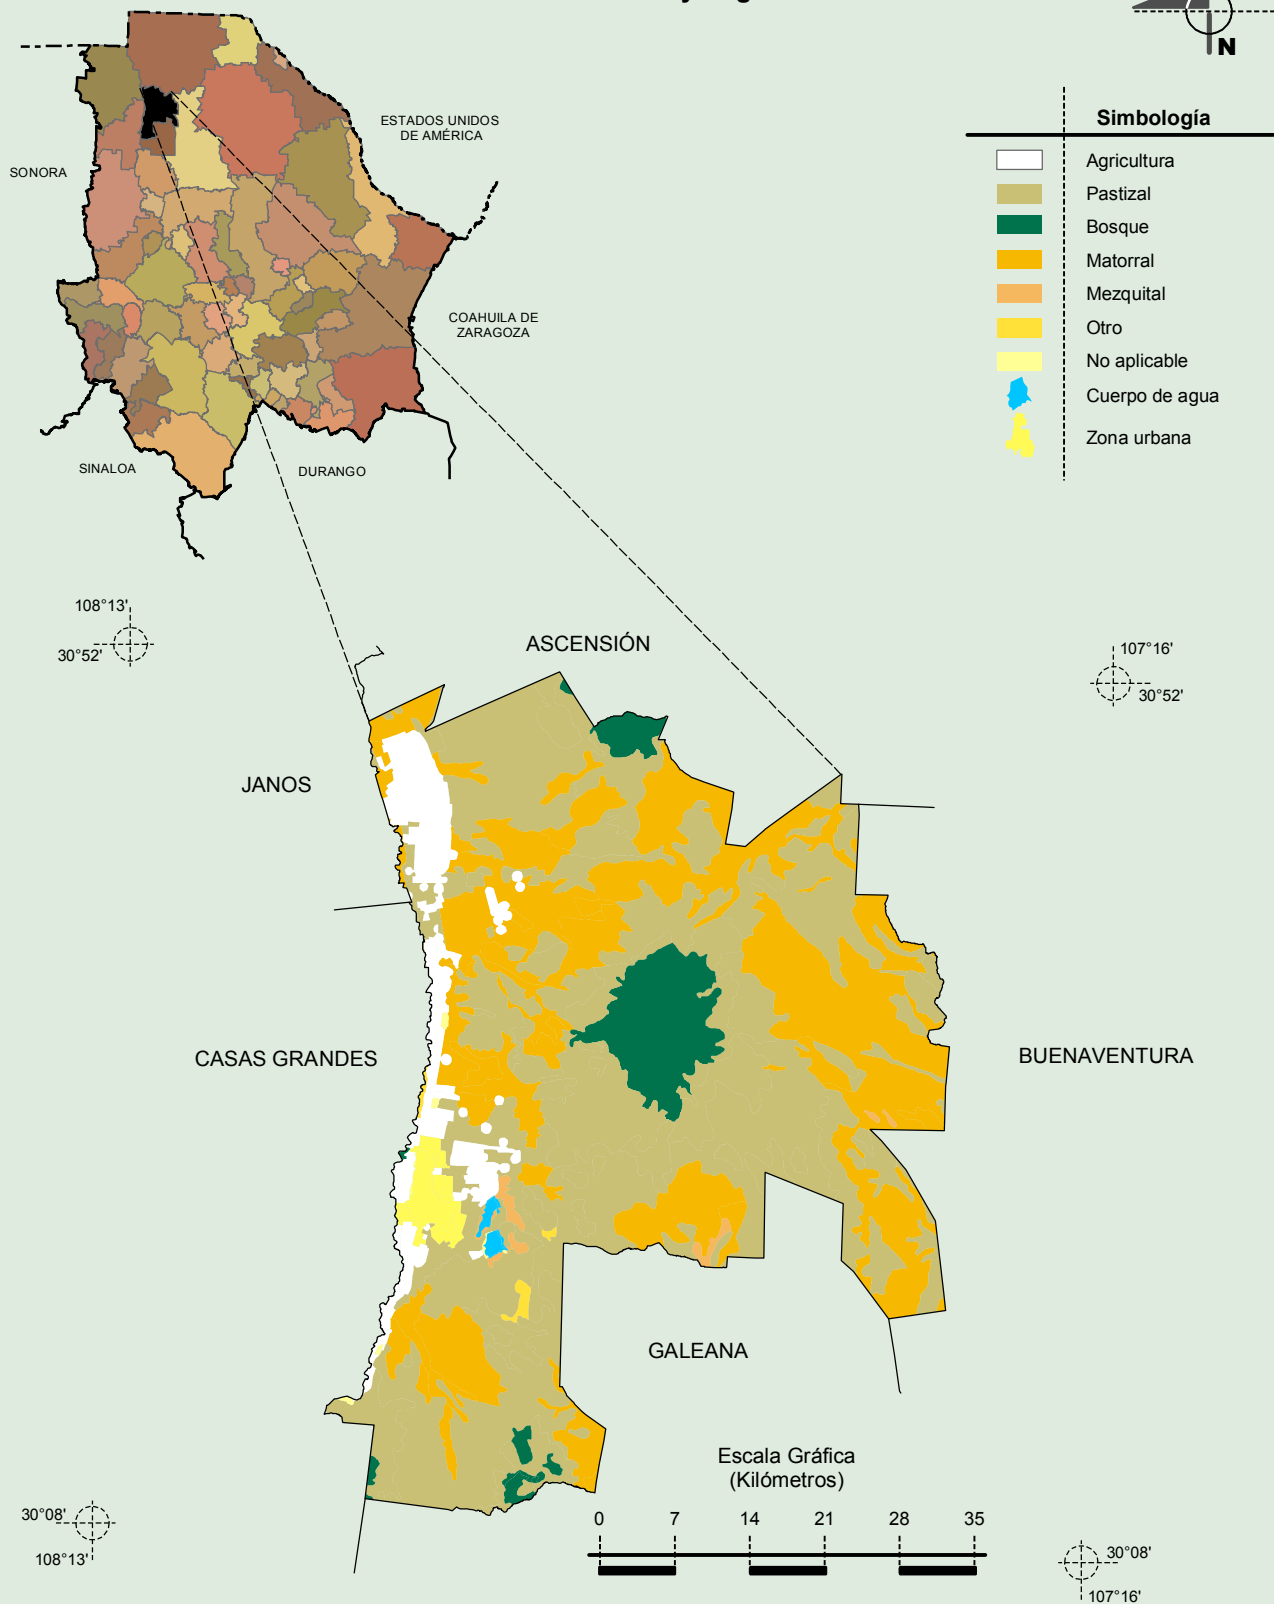 N
ESTADOS UNIDOS
DE AMÉRICA
SONORA
COAHUILA DE
ZARAGOZA
SINALOA
DURANGO
Simbología
Agricultura
Pastizal
Bosque
Matorral
Mezquital
Otro
No aplicable
Cuerpo de agua
Zona urbana
108°13'
30°52'
107°16'
30°52'
ASCENSIÓN
JANOS
CASAS GRANDES
BUENAVENTURA
GALEANA
Escala Gráfica
(Kilómetros)
0 7 14 21 28 35
30°08'
108°13'
30°08'
107°16'